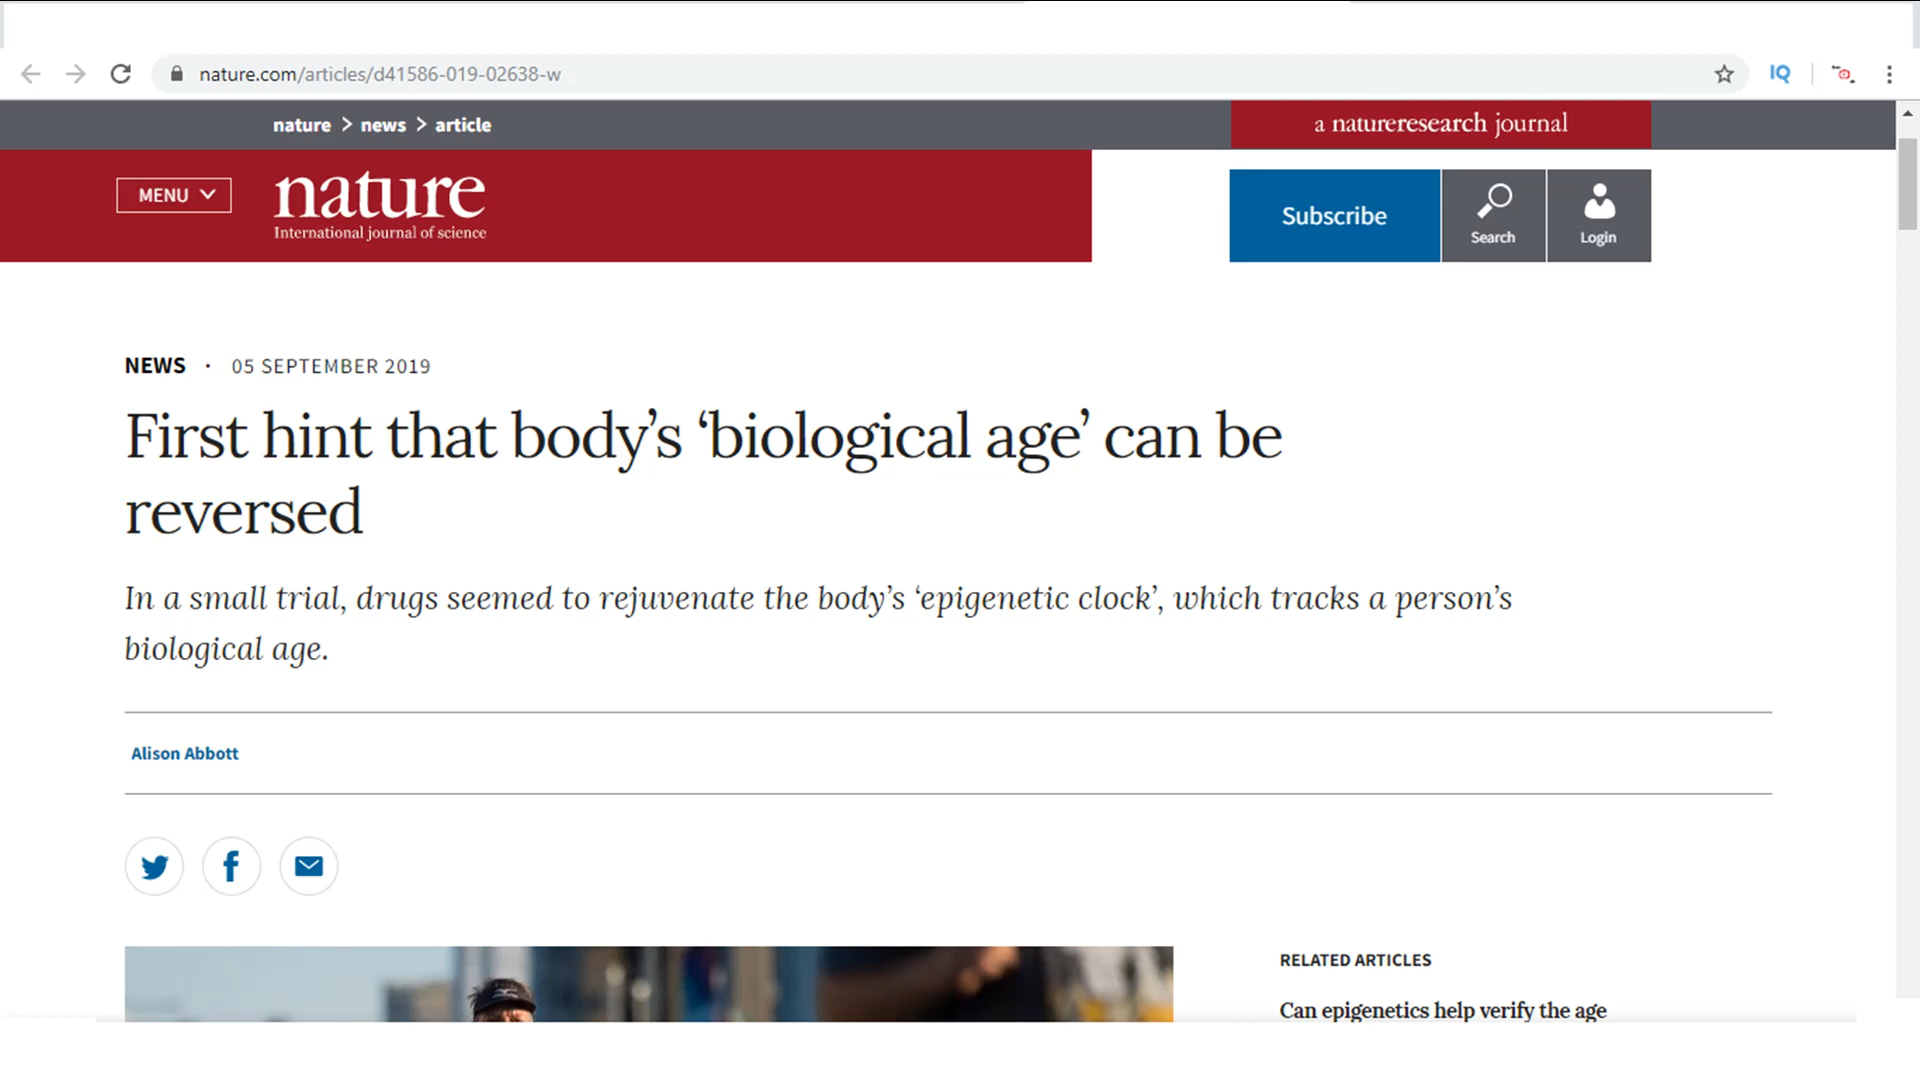 nature.com/articles/d41586-019-02638-w
IQ
nature > news > article
a natureresearch journal
MENU
nature
International journal of science
Subscribe
Search
Login
NEWS · 05 SEPTEMBER 2019
First hint that body’s ‘biological age’ can be
reversed
In a small trial, drugs seemed to rejuvenate the body’s ‘epigenetic clock’, which tracks a person’s
biological age.
Alison Abbott
RELATED ARTICLES
Can epigenetics help verify the age